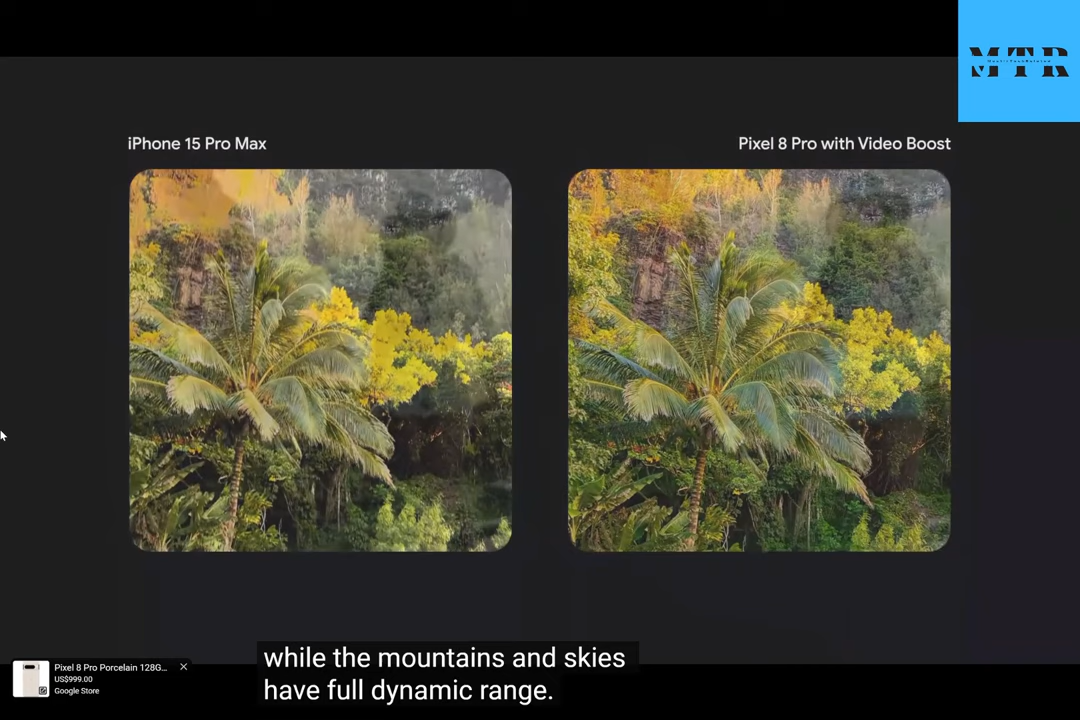 MTR
iPhone 15 Pro Max
Pixel 8 Pro with Video Boost
while the mountains and skies
have full dynamic range.
Pixel 8 Pro Porcelain 128G...
US$999.00
Google Store